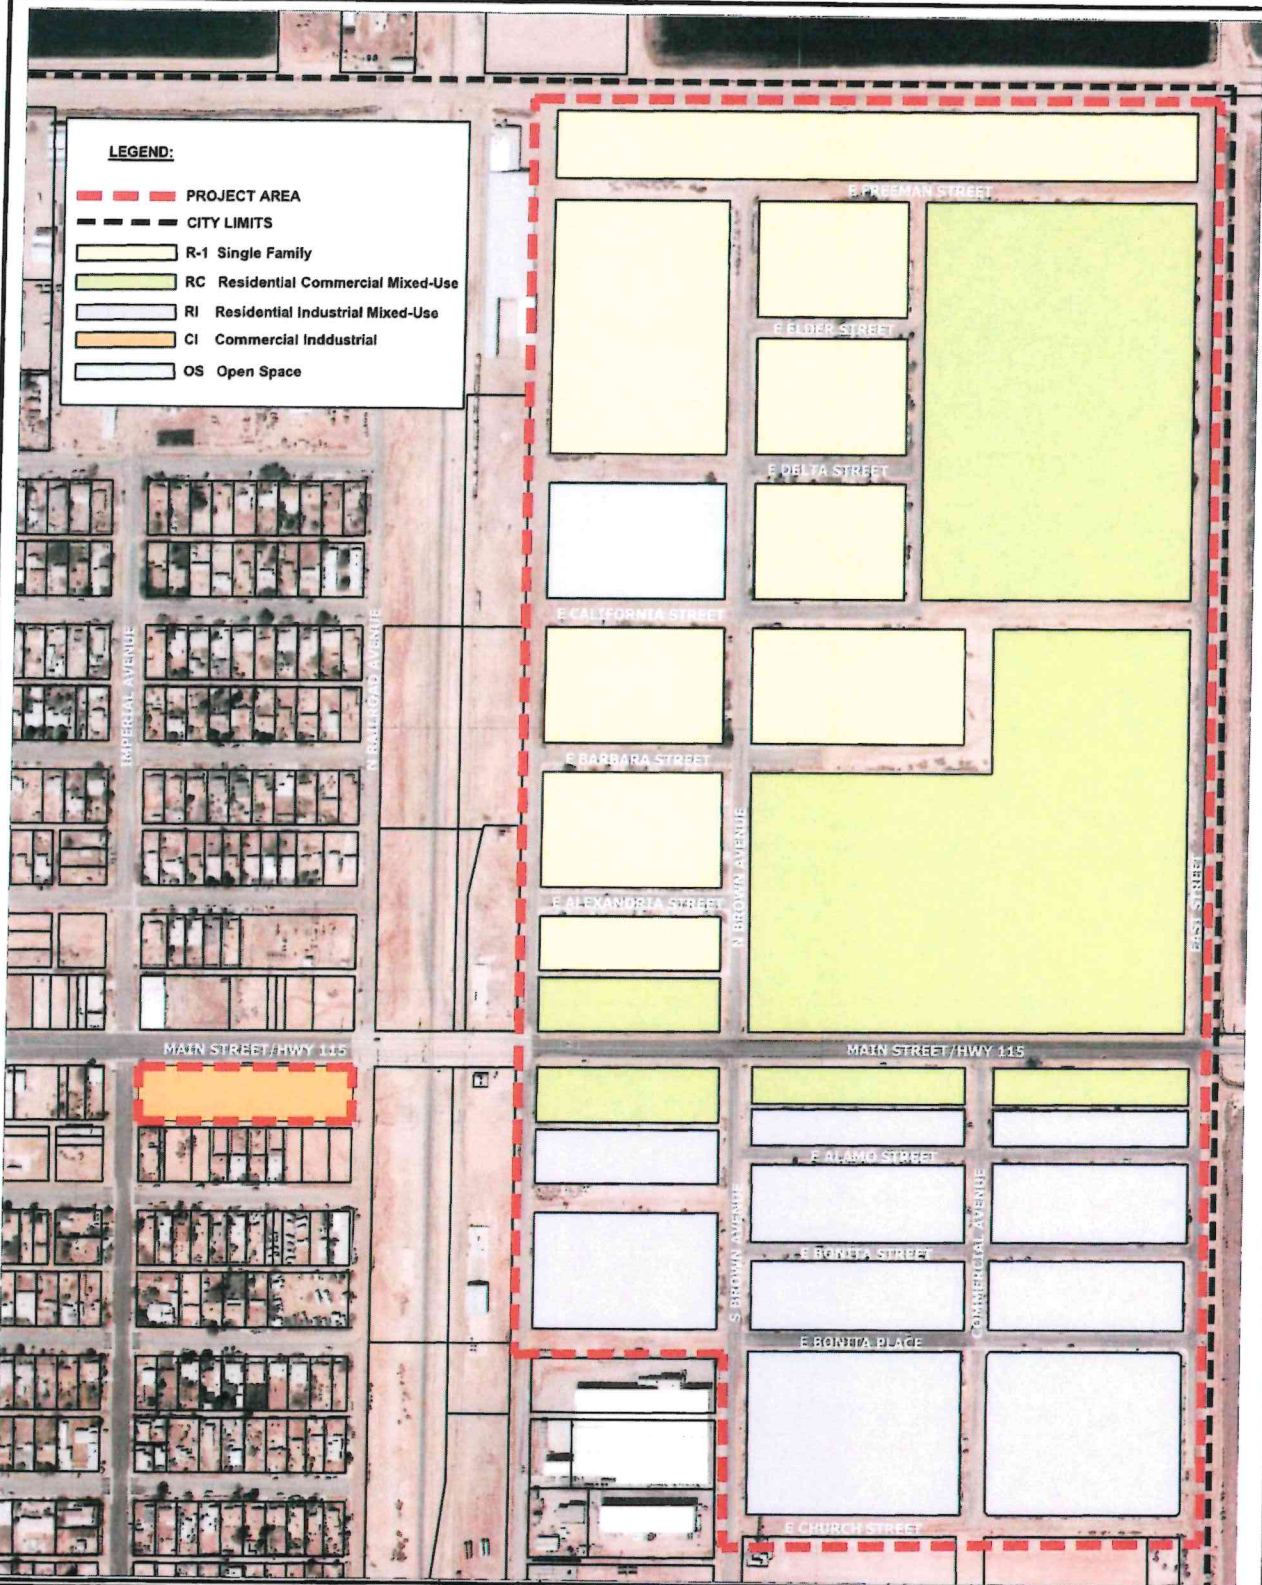 LEGEND:
PROJECT AREA
CITY LIMITS
R-1 Single Family
RC Residential Commercial Mixed-Use
RI Residential Industrial Mixed-Use
CI Commercial Inddustrial
OS Open Space
E FREEMAN STREET
E ELDER STREET
E DELTA STREET
E CALIFORNIA STREET
IMPERIAL AVENUE
N RAILROAD AVENUE
E BARBARA STREET
N BROWN AVENUE
EAST STREET
E ALEXANDRIA STREET
MAIN STREET/HWY 115
MAIN STREET/HWY 115
E ALAMO STREET
S BROWN AVENUE
COMMERCIAL AVENUE
E BONITA STREET
E BONITA PLACE
E CHURCH STREET